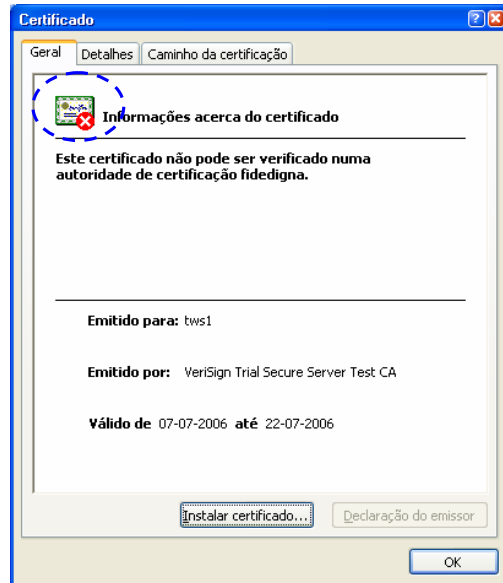 Certificado
Geral Detalhes Caminho da certificação
Informações acerca do certificado
Este certificado não pode ser verificado numa
autoridade de certificação fidedigna.
Emitido para: tws1
Emitido por: VeriSign Trial Secure Server Test CA
Válido de 07-07-2006 até 22-07-2006
Instalar certificado... Declaração do emissor
OK